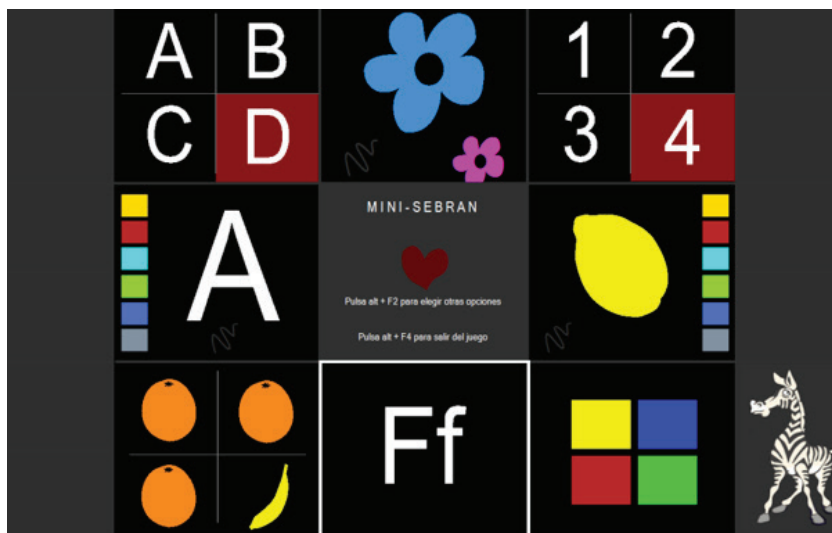 A B
C D
1 2
3 4
A
MINI-SEBRAN
Pulsa alt + F2 para elegir otras opciones
Pulsa alt + F4 para salir del juego
Ff